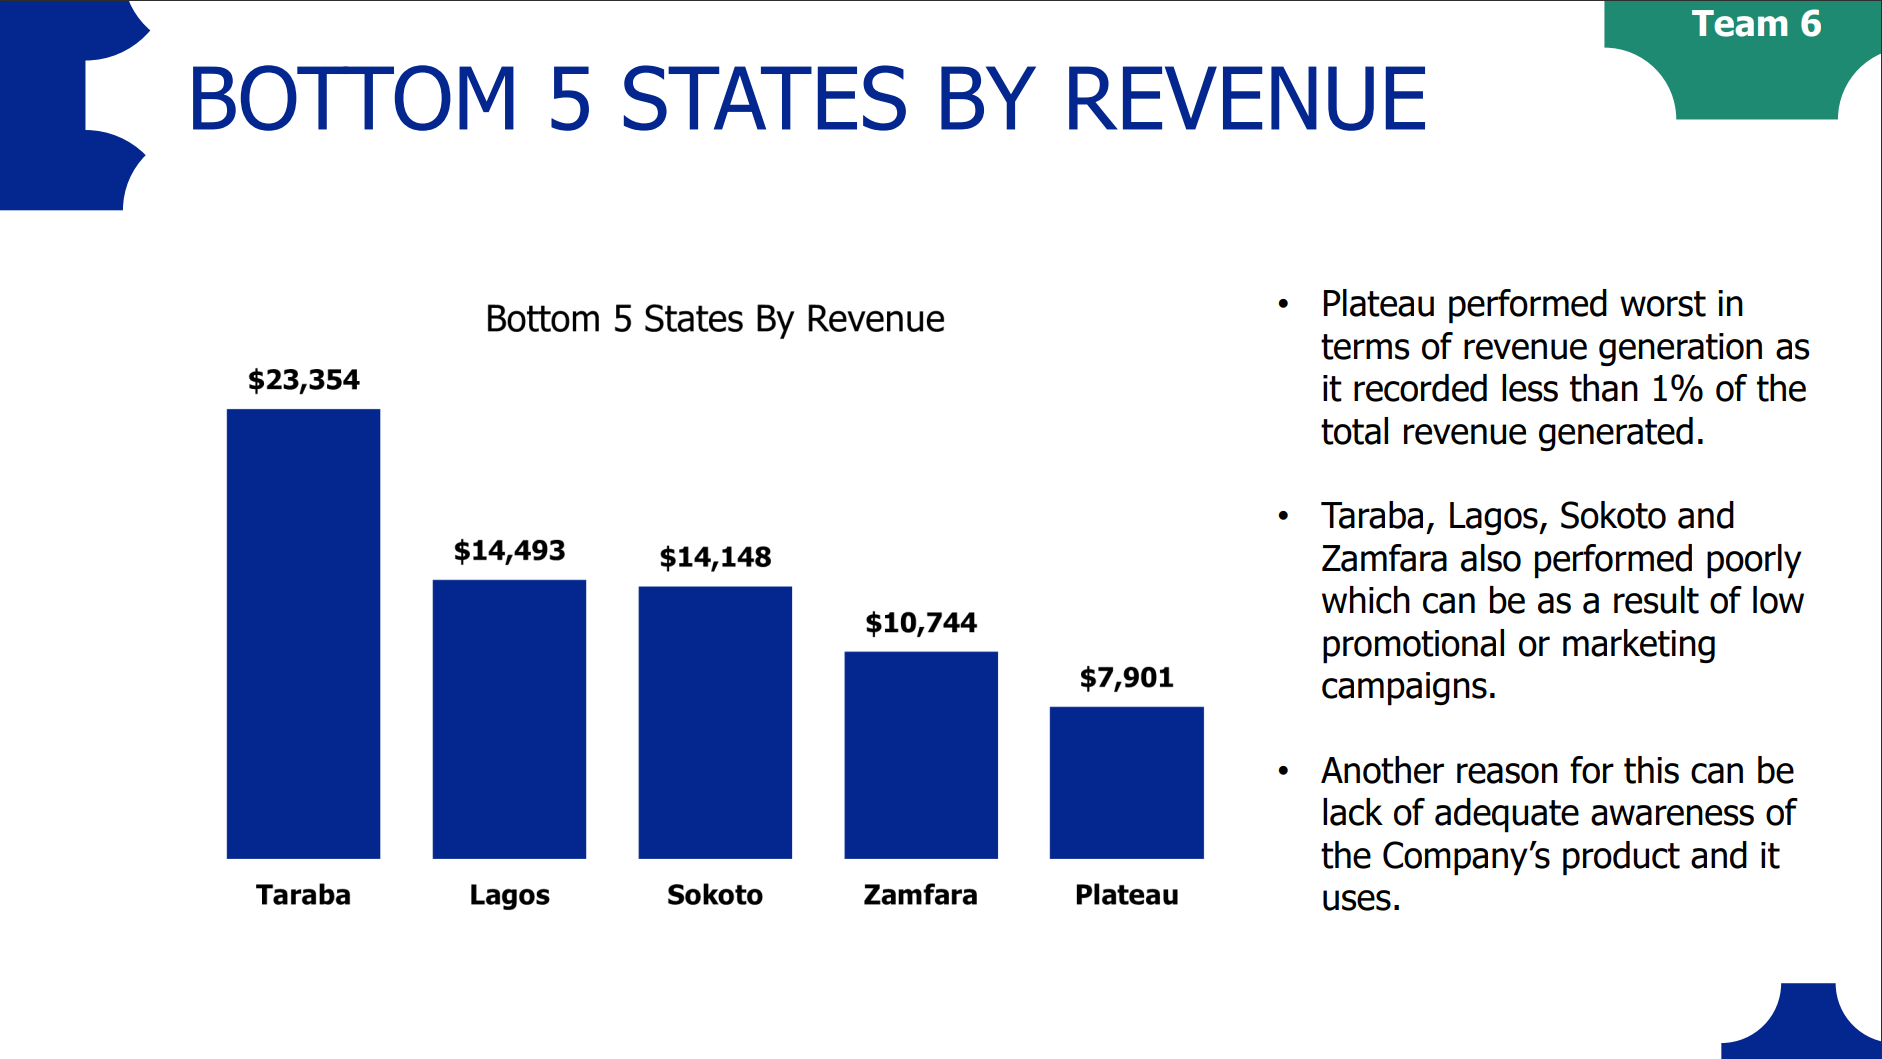 Team 6
BOTTOM 5 STATES BY REVENUE
Bottom 5 States By Revenue
$23,354
$14,493
$14,148
$10,744
$7,901
Taraba
Lagos
Sokoto
Zamfara
Plateau
• Plateau performed worst in
terms of revenue generation as
it recorded less than 1% of the
total revenue generated.
• Taraba, Lagos, Sokoto and
Zamfara also performed poorly
which can be as a result of low
promotional or marketing
campaigns.
• Another reason for this can be
lack of adequate awareness of
the Company’s product and it
uses.